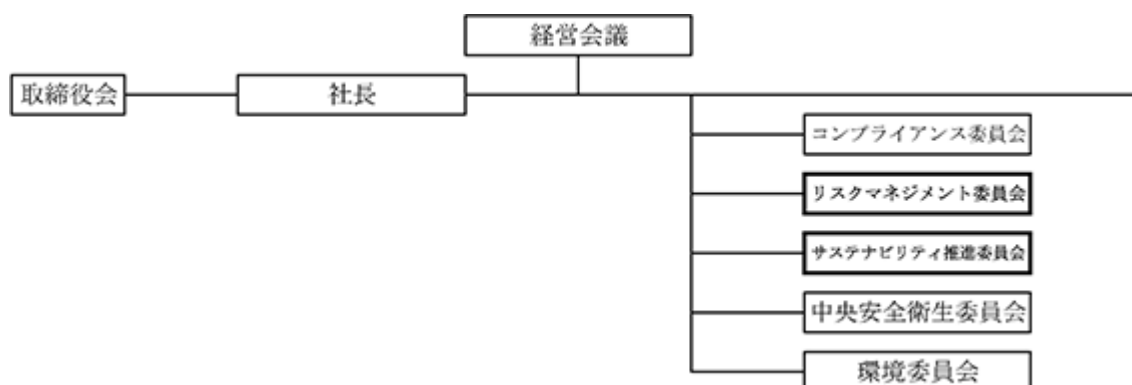 経営会議
取締役会
社長
コンプライアンス委員会
リスクマネジメント委員会
サステナビリティ推進委員会
中央安全衛生委員会
環境委員会